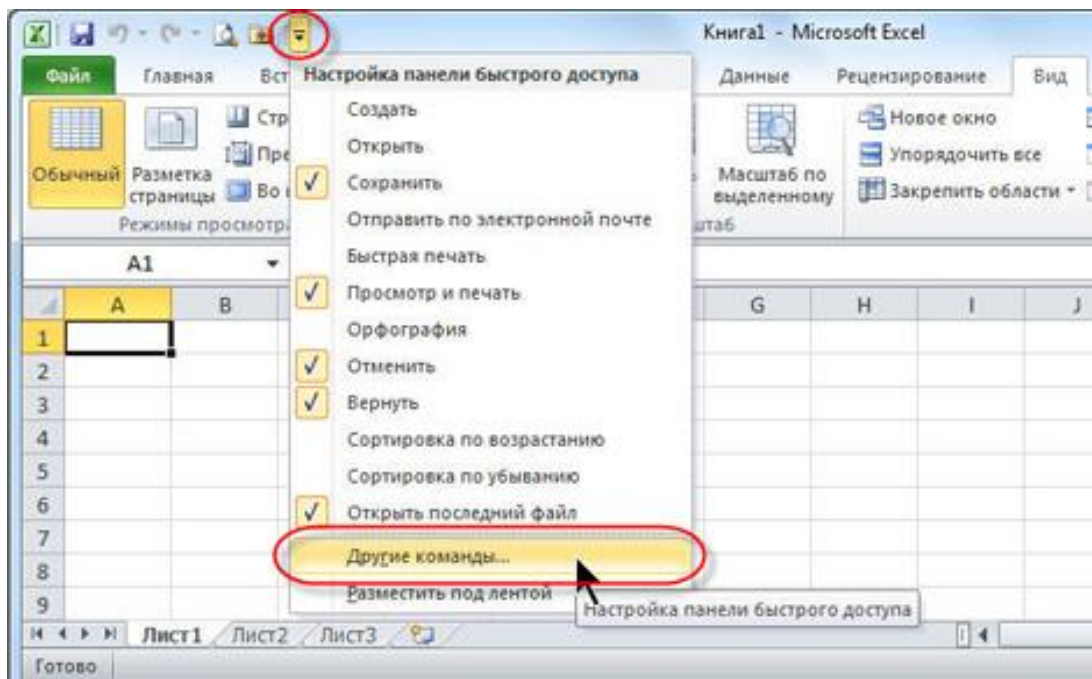 Книга1 - Microsoft Excel
Файл Главная Вст Данные Рецензирование Вид
Настройка панели быстрого доступа
Создать
Открыть
Сохранить
Отправить по электронной почте
Быстрая печать
Просмотр и печать
Орфография
Отменить
Вернуть
Сортировка по возрастанию
Сортировка по убыванию
Открыть последний файл
Другие команды...
Разместить под лентой
Настройка панели быстрого доступа
Обычный
Разметка
страницы
Стр
Пре
Во
Режимы просмотр
Масштаб по
выделенному
штаб
Новое окно
Упорядочить все
Закрепить области
A1
A B G H I J
1
2
3
4
5
6
7
8
9
Лист1 Лист2 Лист3
Готово